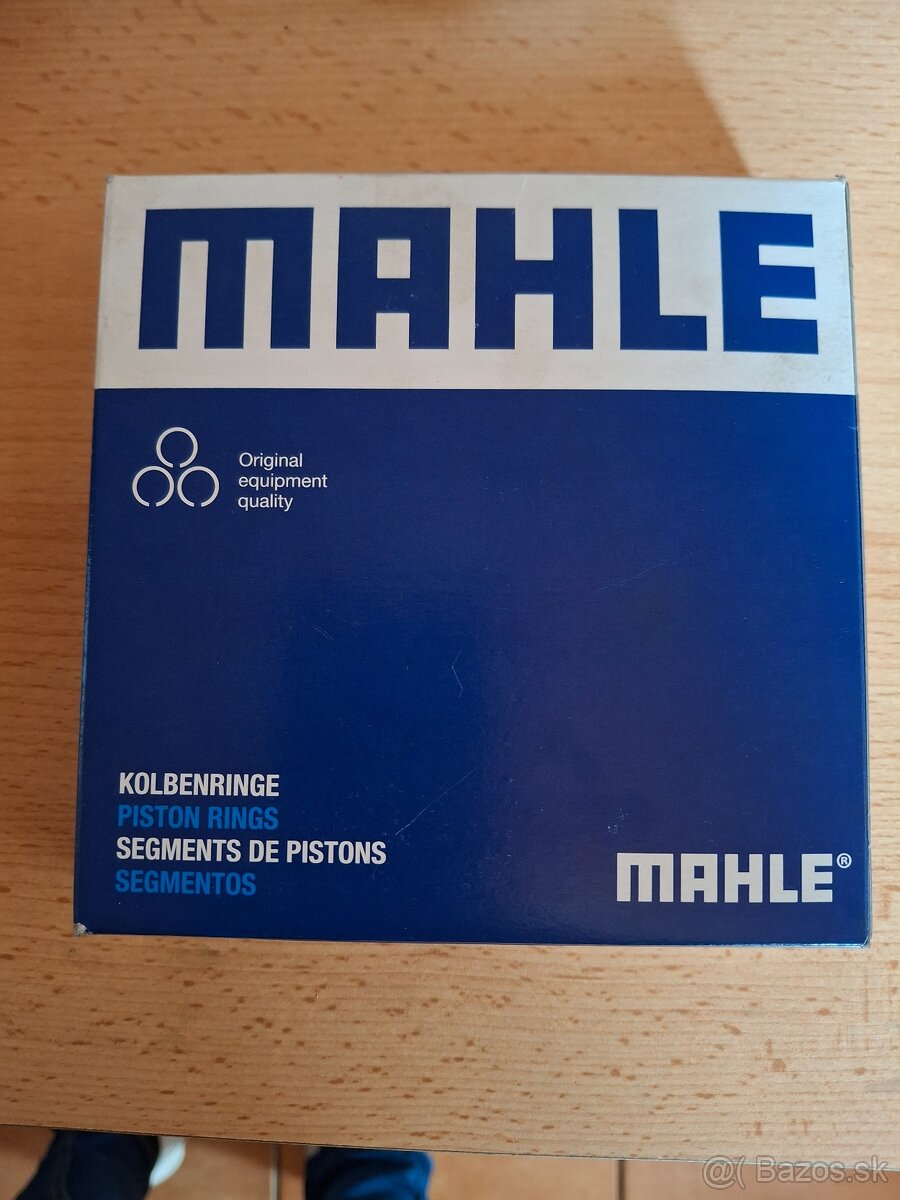 MAHLE
Original
equipment
quality
KOLBENRINGE
PISTON RINGS
SEGMENTS DE PISTONS
SEGMENTOS
MAHLE®
@( Bazos.sk